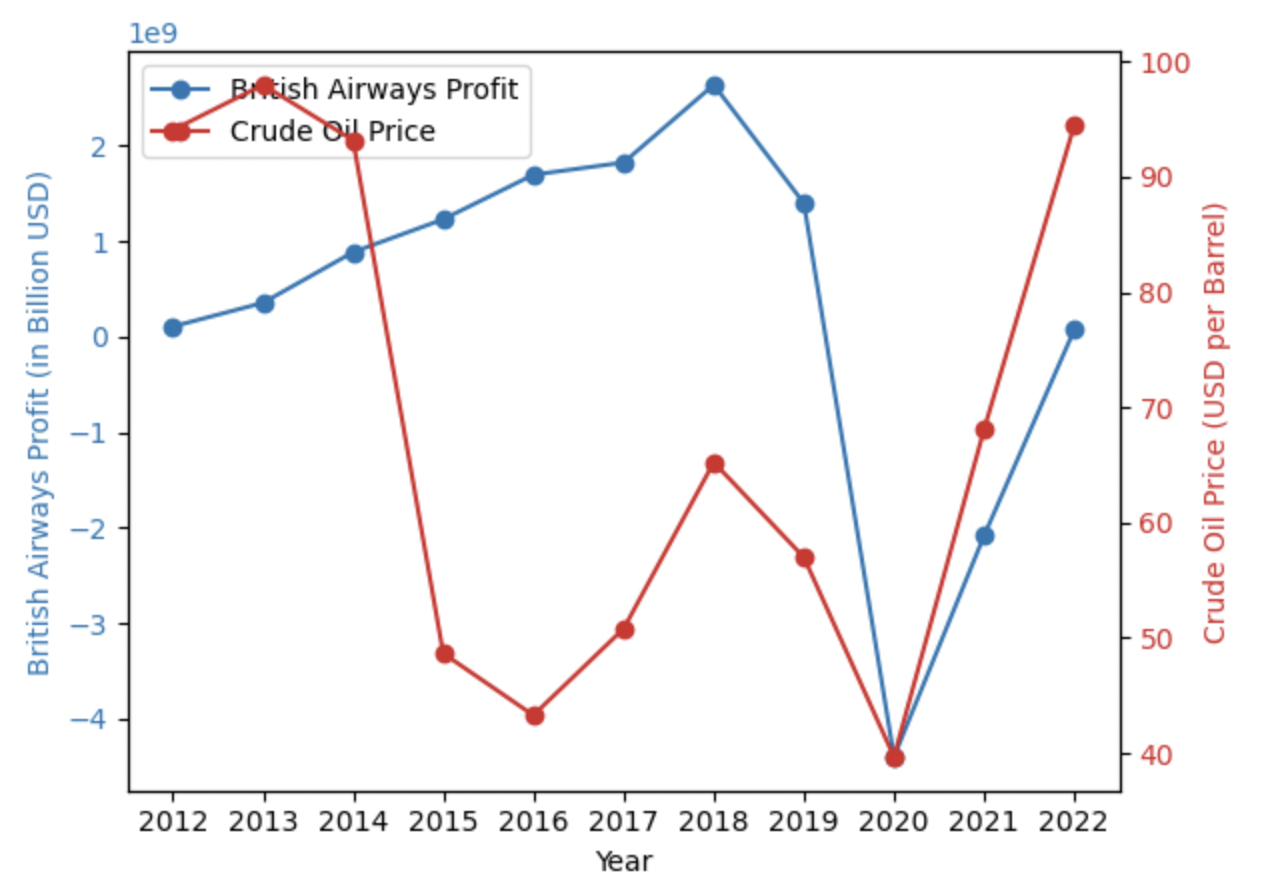 1e9
British Airways Profit
Crude Oil Price
British Airways Profit (in Billion USD)
2
1
0
−1
−2
−3
−4
100
90
80
70
60
50
40
Crude Oil Price (USD per Barrel)
2012 2013 2014 2015 2016 2017 2018 2019 2020 2021 2022
Year